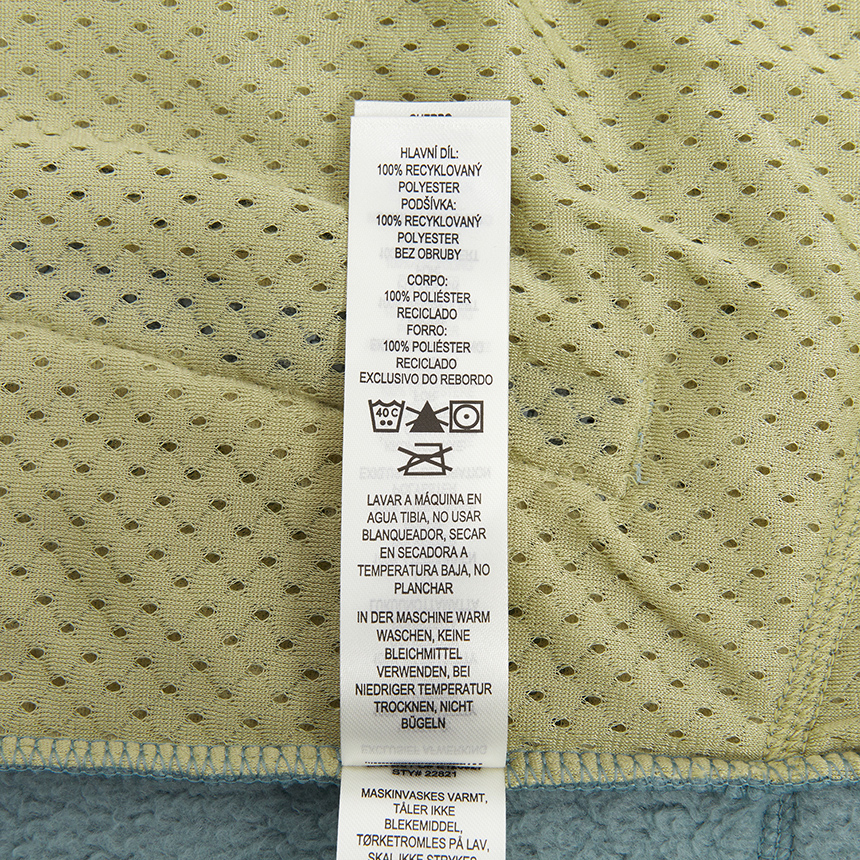 HLAVNÍ DÍL:
100% RECYKLOVANÝ
POLYESTER
PODŠÍVKA:
100% RECYKLOVANÝ
POLYESTER
BEZ OBRUBY
CORPO:
100% POLIÉSTER
RECICLADO
FORRO:
100% POLIÉSTER
RECICLADO
EXCLUSIVO DO REBORDO
40 C
LAVAR A MÁQUINA EN
AGUA TIBIA, NO USAR
BLANQUEADOR, SECAR
EN SECADORA A
TEMPERATURA BAJA, NO
PLANCHAR
IN DER MASCHINE WARM
WASCHEN, KEINE
BLEICHMITTEL
VERWENDEN, BEI
NIEDRIGER TEMPERATUR
TROCKNEN, NICHT
BÜGELN
STY# 22821
MASKINVASKES VARMT,
TÅLER IKKE
BLEKEMIDDEL,
TØRKETROMLES PÅ LAV,
SKAL IKKE STRYKES